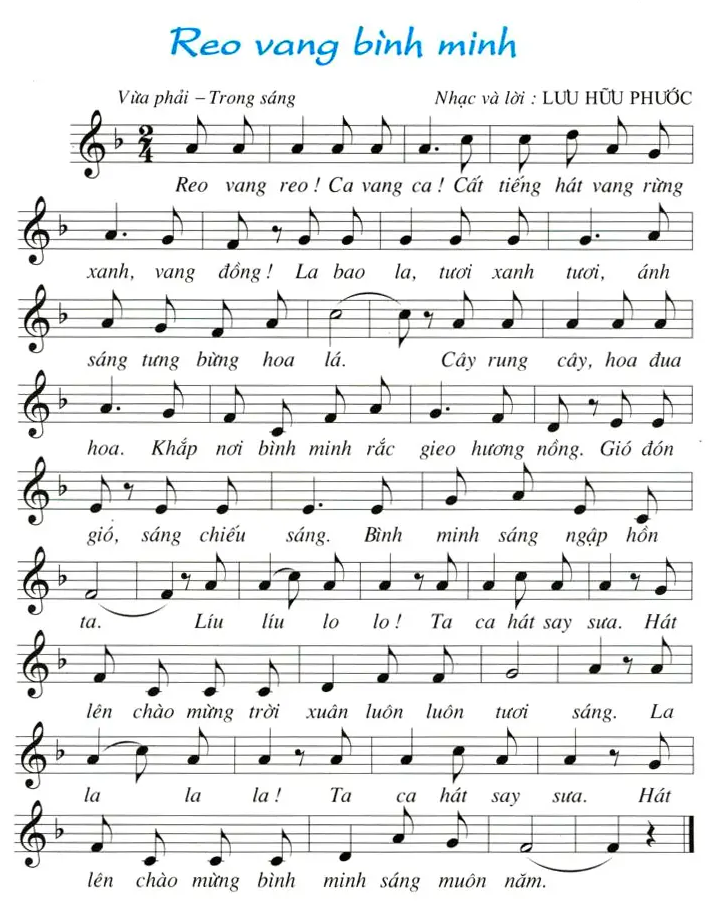 Reo vang bình minh
Vừa phải – Trong sáng Nhạc và lời : LƯU HỮU PHƯỚC
2
4
Reo vang reo ! Ca vang ca ! Cất tiếng hát vang rừng
xanh, vang đồng ! La bao la, tươi xanh tươi, ánh
sáng tưng bừng hoa lá. Cây rung cây, hoa đua
hoa. Khắp nơi bình minh rắc gieo hương nồng. Gió đón
gió, sáng chiếu sáng. Bình minh sáng ngập hồn
ta. Líu líu lo lo ! Ta ca hát say sưa. Hát
lên chào mừng trời xuân luôn luôn tươi sáng. La
la la la ! Ta ca hát say sưa. Hát
lên chào mừng bình minh sáng muôn năm.